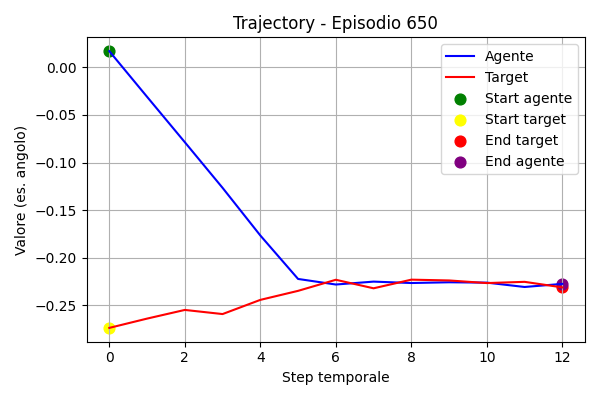 Trajectory - Episodio 650
Agente
Target
Start agente
Start target
End target
End agente
Valore (es. angolo)
0.00
−0.05
−0.10
−0.15
−0.20
−0.25
0 2 4 6 8 10 12
Step temporale